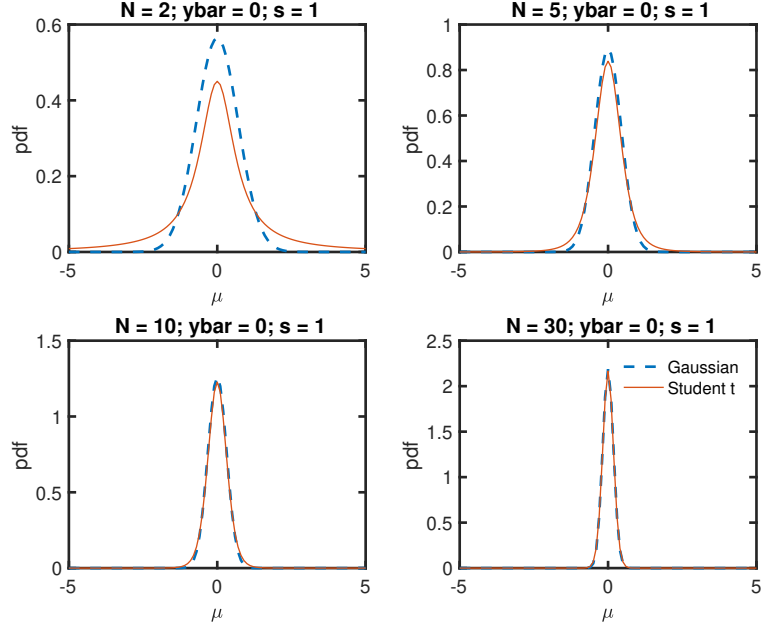 N = 2; ybar = 0; s = 1
0.6
0.4
0.2
0
pdf
-5
0
5
μ
N = 5; ybar = 0; s = 1
1
0.8
0.6
0.4
0.2
0
pdf
-5
0
5
μ
N = 10; ybar = 0; s = 1
1.5
1
0.5
0
pdf
-5
0
5
μ
N = 30; ybar = 0; s = 1
2.5
2
1.5
1
0.5
0
pdf
Gaussian
Student t
-5
0
5
μ